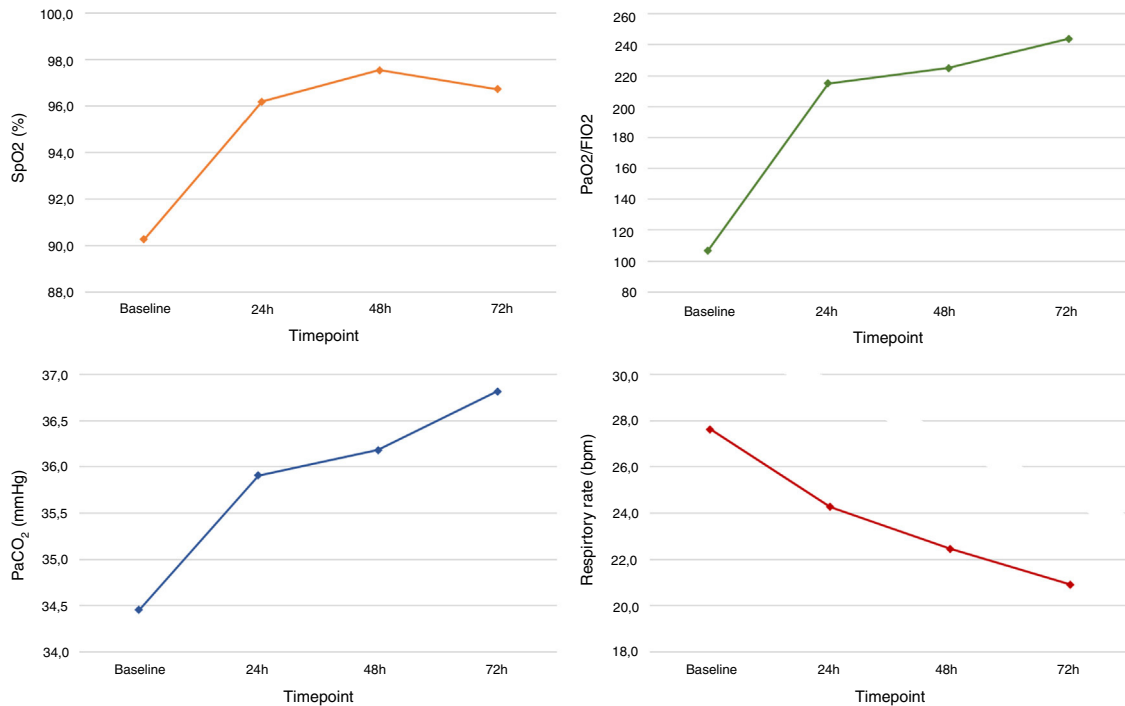 SpO2 (%)
100,0
98,0
96,0
94,0
92,0
90,0
88,0
Baseline 24h 48h 72h
Timepoint
PaO2/FIO2
260
240
220
200
180
160
140
120
100
80
Baseline 24h 48h 72h
Timepoint
PaCO2 (mmHg)
37,0
36,5
36,0
35,5
35,0
34,5
34,0
Baseline 24h 48h 72h
Timepoint
Respirtory rate (bpm)
30,0
28,0
26,0
24,0
22,0
20,0
18,0
Baseline 24h 48h 72h
Timepoint